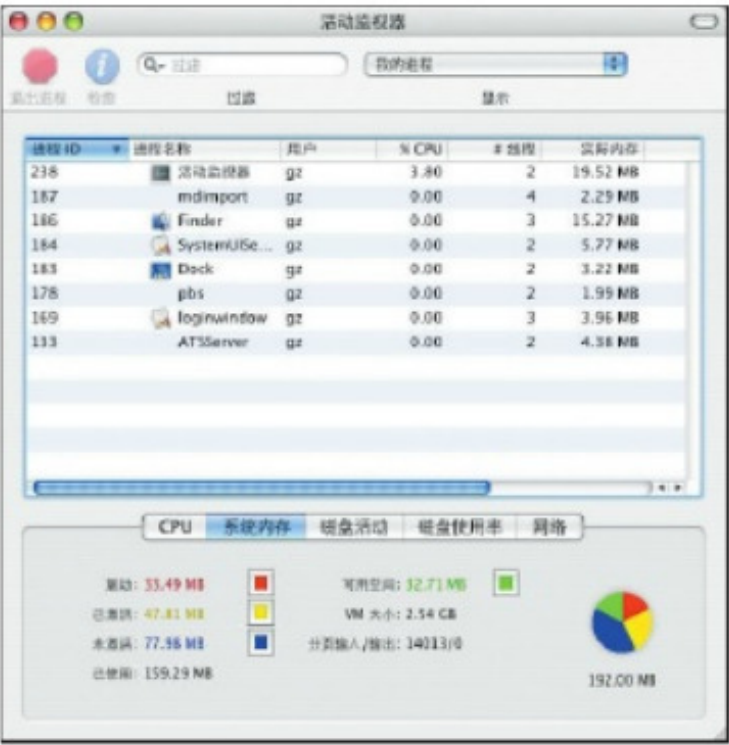 活动监视器
退出进程 检查 过滤 我的进程
过滤 显示
进程 ID 进程名称 用户 % CPU # 线程 实际内存
238 活动监视器 gz 3.80 2 19.52 MB
187 mdimport gz 0.00 4 2.29 MB
186 Finder gz 0.00 3 15.27 MB
184 SystemUISe... gz 0.00 2 5.77 MB
183 Dock gz 0.00 2 3.22 MB
178 pbs gz 0.00 2 1.99 MB
169 loginwindow gz 0.00 3 3.96 MB
133 ATSServer gz 0.00 2 4.38 MB
CPU 系统内存 磁盘活动 磁盘使用率 网络
联动: 33.49 MB 可用空间: 32.71 MB
已激活: 47.81 MB VM 大小: 2.54 GB
未激活: 77.98 MB 分页输入/输出: 14013/0
已使用: 159.29 MB
192.00 MB